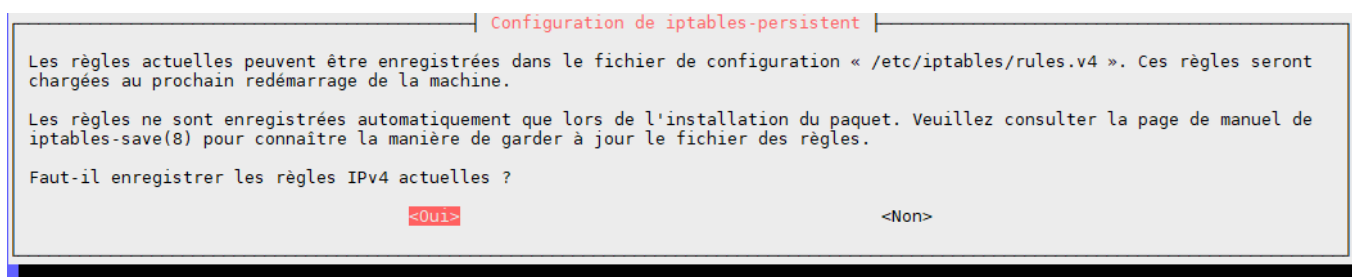 Configuration de iptables-persistent
Les règles actuelles peuvent être enregistrées dans le fichier de configuration « /etc/iptables/rules.v4 ». Ces règles seront
chargées au prochain redémarrage de la machine.
Les règles ne sont enregistrées automatiquement que lors de l'installation du paquet. Veuillez consulter la page de manuel de
iptables-save(8) pour connaître la manière de garder à jour le fichier des règles.
Faut-il enregistrer les règles IPv4 actuelles ?
<Oui> <Non>